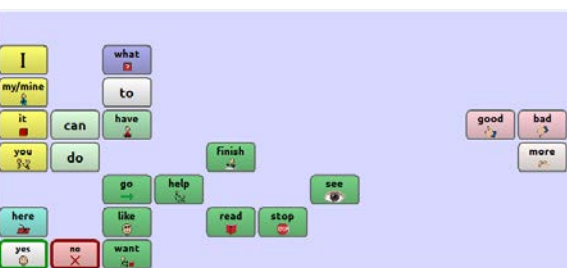 I what
my/mine to
it can have good bad
you do finish more
go help see
here like read stop
yes no want